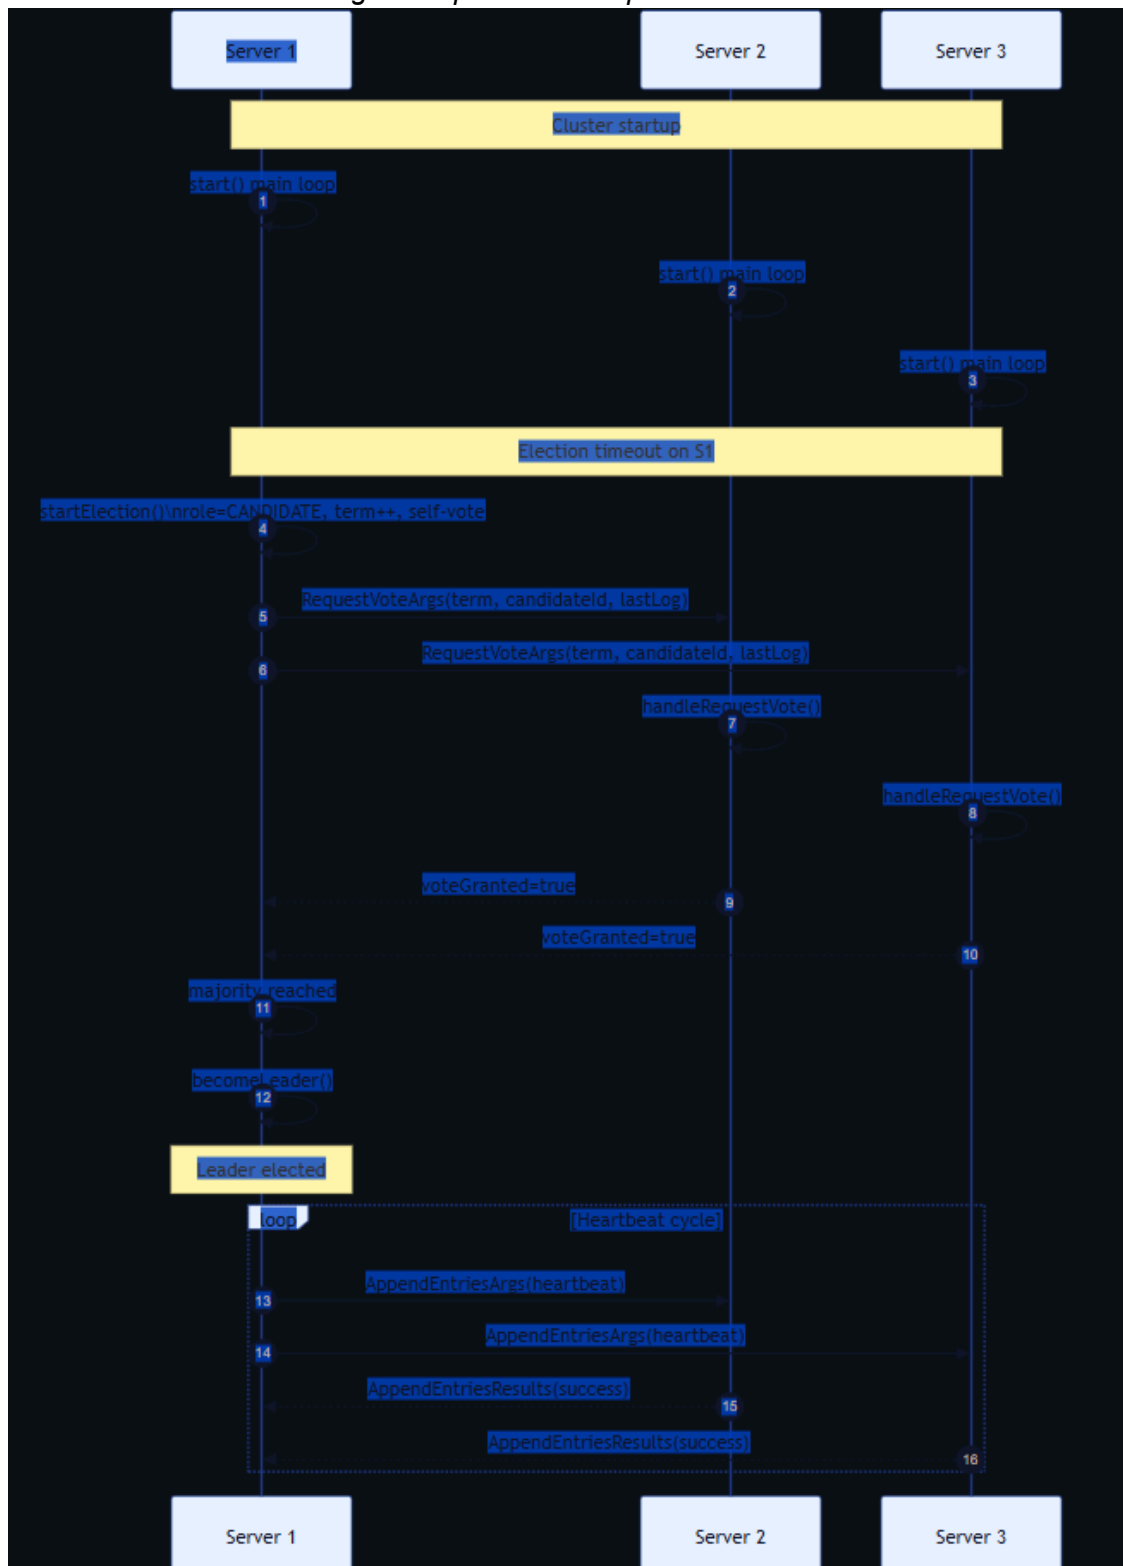 Server 1
Server 2
Server 3
Cluster startup
start() main loop
1
start() main loop
2
start() main loop
3
Election timeout on S1
startElection()\nrole=CANDIDATE, term++, self-vote
4
RequestVoteArgs(term, candidateId, lastLog)
5
RequestVoteArgs(term, candidateId, lastLog)
6
handleRequestVote()
7
handleRequestVote()
8
voteGranted=true
9
voteGranted=true
10
majority reached
11
becomeLeader()
12
Leader elected
loop
[Heartbeat cycle]
AppendEntriesArgs(heartbeat)
13
AppendEntriesArgs(heartbeat)
14
AppendEntriesResults(success)
15
AppendEntriesResults(success)
16
Server 1
Server 2
Server 3